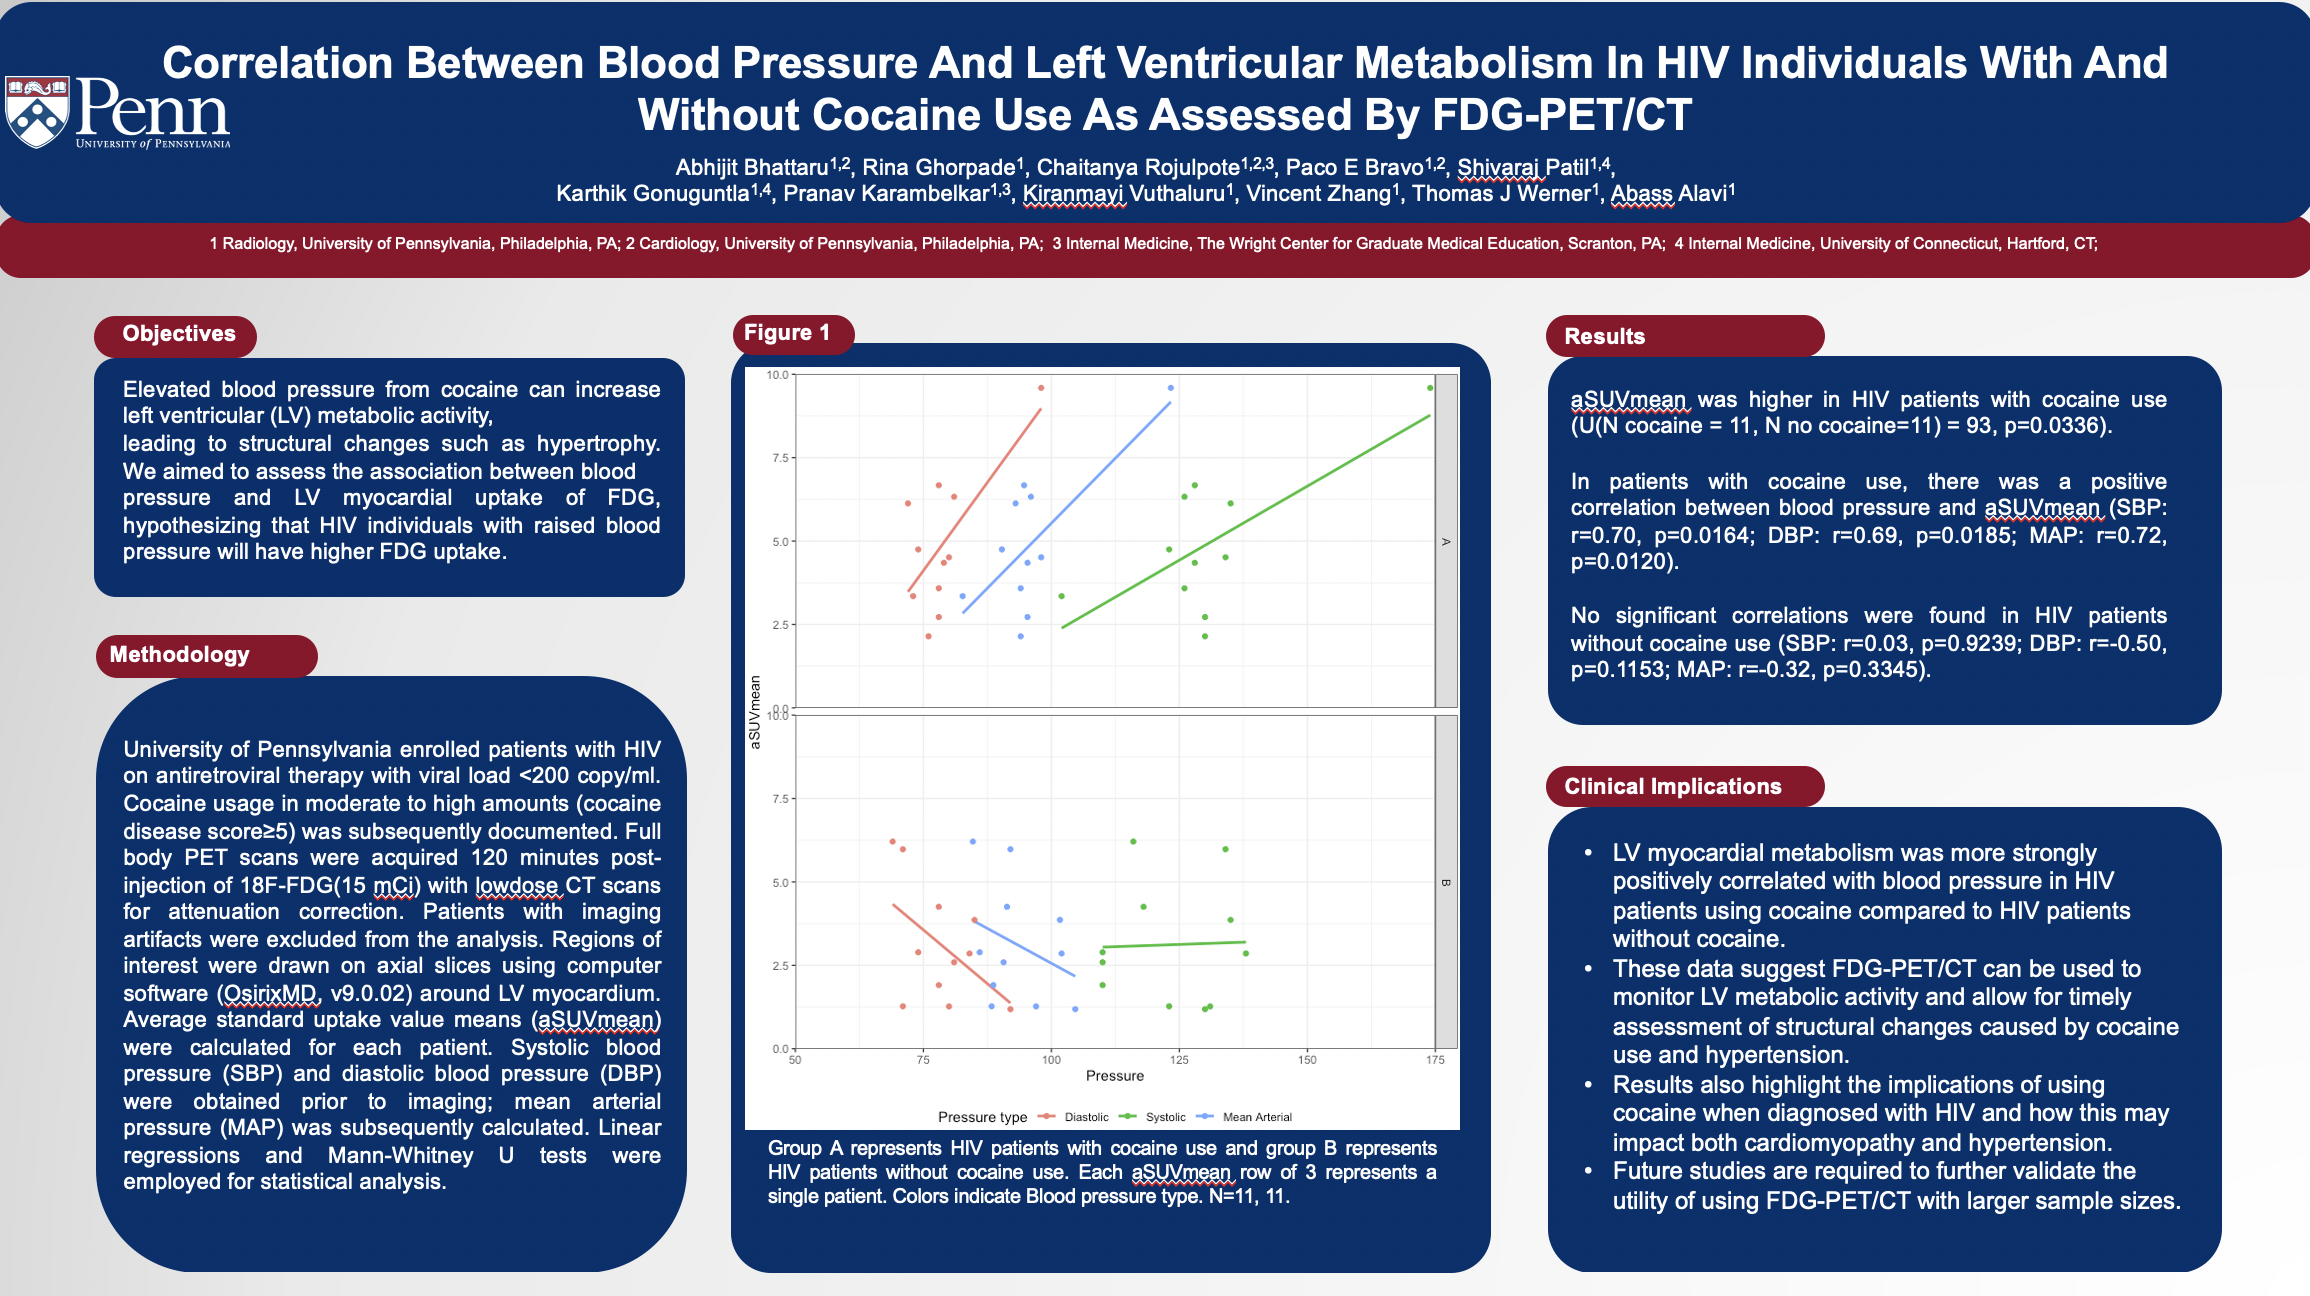 Correlation Between Blood Pressure And Left Ventricular Metabolism In HIV Individuals With And
Without Cocaine Use As Assessed By FDG-PET/CT
Penn
UNIVERSITY of PENNSYLVANIA
Abhijit Bhattaru1,2, Rina Ghorpade1, Chaitanya Rojulpote1,2,3, Paco E Bravo1,2, Shivaraj Patil1,4,
Karthik Gonuguntla1,4, Pranav Karambelkar1,3, Kiranmayi Vuthaluru1, Vincent Zhang1, Thomas J Werner1, Abass Alavi1
1 Radiology, University of Pennsylvania, Philadelphia, PA; 2 Cardiology, University of Pennsylvania, Philadelphia, PA; 3 Internal Medicine, The Wright Center for Graduate Medical Education, Scranton, PA; 4 Internal Medicine, University of Connecticut, Hartford, CT;
Objectives
Elevated blood pressure from cocaine can increase
left ventricular (LV) metabolic activity,
leading to structural changes such as hypertrophy.
We aimed to assess the association between blood
pressure and LV myocardial uptake of FDG,
hypothesizing that HIV individuals with raised blood
pressure will have higher FDG uptake.
Methodology
University of Pennsylvania enrolled patients with HIV
on antiretroviral therapy with viral load <200 copy/ml.
Cocaine usage in moderate to high amounts (cocaine
disease score≥5) was subsequently documented. Full
body PET scans were acquired 120 minutes post-
injection of 18F-FDG(15 mCi) with lowdose CT scans
for attenuation correction. Patients with imaging
artifacts were excluded from the analysis. Regions of
interest were drawn on axial slices using computer
software (OsirixMD, v9.0.02) around LV myocardium.
Average standard uptake value means (aSUVmean)
were calculated for each patient. Systolic blood
pressure (SBP) and diastolic blood pressure (DBP)
were obtained prior to imaging; mean arterial
pressure (MAP) was subsequently calculated. Linear
regressions and Mann-Whitney U tests were
employed for statistical analysis.
Figure 1
10.0
7.5
5.0
2.5
0.0
A
aSUVmean
10.0
7.5
5.0
2.5
0.0
B
50 75 100 125 150 175
Pressure
Pressure type Diastolic Systolic Mean Arterial
Group A represents HIV patients with cocaine use and group B represents
HIV patients without cocaine use. Each aSUVmean row of 3 represents a
single patient. Colors indicate Blood pressure type. N=11, 11.
Results
aSUVmean was higher in HIV patients with cocaine use
(U(N cocaine = 11, N no cocaine=11) = 93, p=0.0336).
In patients with cocaine use, there was a positive
correlation between blood pressure and aSUVmean (SBP:
r=0.70, p=0.0164; DBP: r=0.69, p=0.0185; MAP: r=0.72,
p=0.0120).
No significant correlations were found in HIV patients
without cocaine use (SBP: r=0.03, p=0.9239; DBP: r=-0.50,
p=0.1153; MAP: r=-0.32, p=0.3345).
Clinical Implications
• LV myocardial metabolism was more strongly
positively correlated with blood pressure in HIV
patients using cocaine compared to HIV patients
without cocaine.
• These data suggest FDG-PET/CT can be used to
monitor LV metabolic activity and allow for timely
assessment of structural changes caused by cocaine
use and hypertension.
• Results also highlight the implications of using
cocaine when diagnosed with HIV and how this may
impact both cardiomyopathy and hypertension.
• Future studies are required to further validate the
utility of using FDG-PET/CT with larger sample sizes.